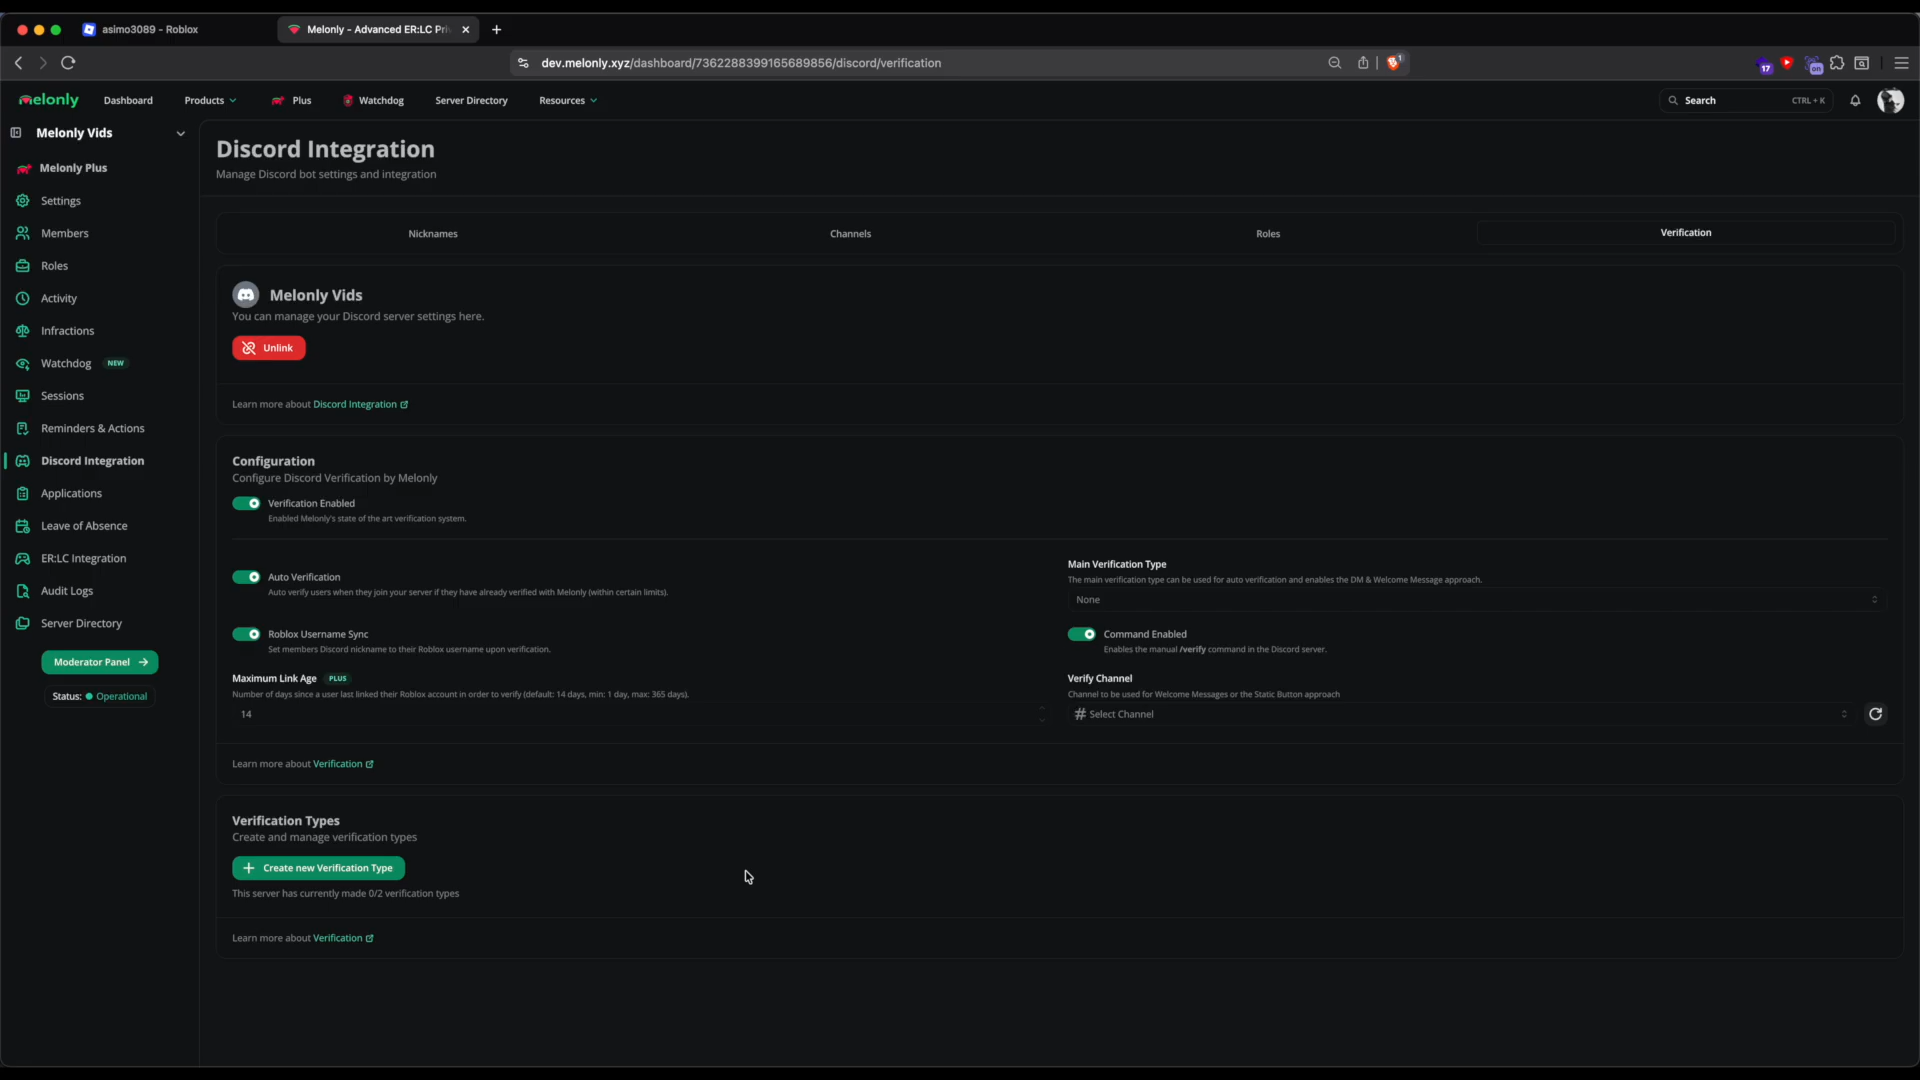 asimo3089 - Roblox
Melonly - Advanced ER:LC Pri
dev.melonly.xyz/dashboard/7362288399165689856/discord/verification
17
on
1
melonly
Dashboard
Products
Plus
Watchdog
Server Directory
Resources
Search
CTRL + K
Melonly Vids
Melonly Plus
Settings
Members
Roles
Activity
Infractions
Watchdog NEW
Sessions
Reminders & Actions
Discord Integration
Applications
Leave of Absence
ER:LC Integration
Audit Logs
Server Directory
Moderator Panel
Status: Operational
Discord Integration
Manage Discord bot settings and integration
Nicknames
Channels
Roles
Verification
Melonly Vids
You can manage your Discord server settings here.
Unlink
Learn more about Discord Integration
Configuration
Configure Discord Verification by Melonly
Verification Enabled
Enabled Melonly's state of the art verification system.
Auto Verification
Auto verify users when they join your server if they have already verified with Melonly (within certain limits).
Main Verification Type
The main verification type can be used for auto verification and enables the DM & Welcome Message approach.
None
Roblox Username Sync
Set members Discord nickname to their Roblox username upon verification.
Command Enabled
Enables the manual /verify command in the Discord server.
Maximum Link Age PLUS
Number of days since a user last linked their Roblox account in order to verify (default: 14 days, min: 1 day, max: 365 days).
14
Verify Channel
Channel to be used for Welcome Messages or the Static Button approach
# Select Channel
Learn more about Verification
Verification Types
Create and manage verification types
+ Create new Verification Type
This server has currently made 0/2 verification types
Learn more about Verification